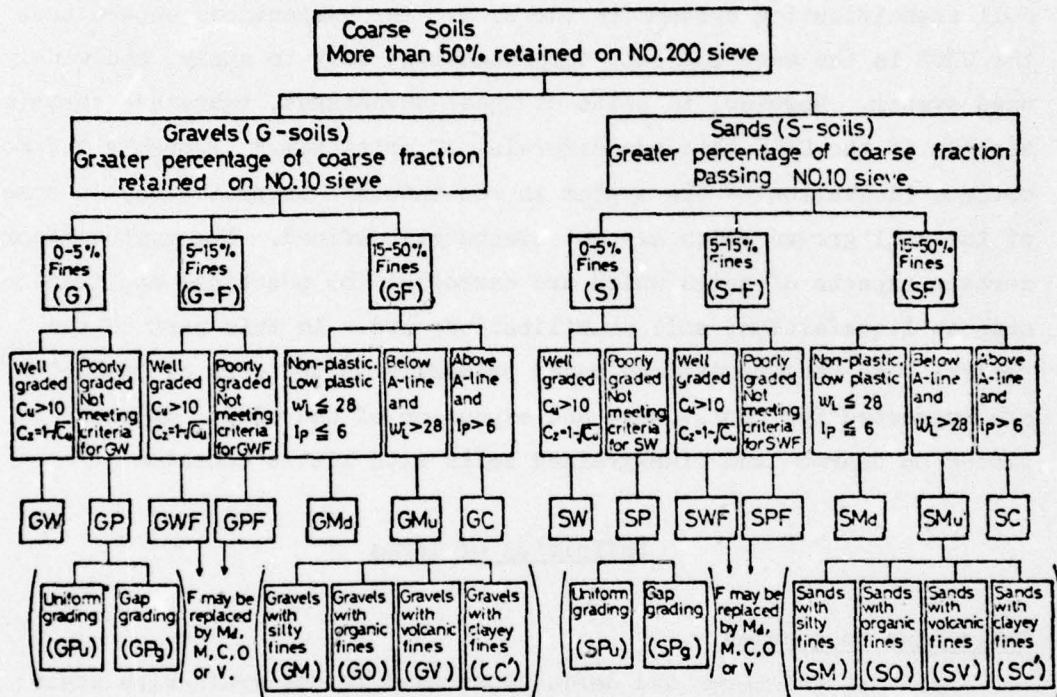 Coarse Soils
More than 50% retained on NO.200 sieve
Gravels (G-soils)
Greater percentage of coarse fraction
retained on NO.10 sieve
Sands (S-soils)
Greater percentage of coarse fraction
Passing NO.10 sieve
0-5%
Fines
(G)
5-15%
Fines
(G-F)
15-50%
Fines
(GF)
0-5%
Fines
(S)
5-15%
Fines
(S-F)
15-50%
Fines
(SF)
Well
graded
Cu>10
Cz=1-√Cu
Poorly
graded
Not
meeting
criteria
for GW
Well
graded
Cu>10
Cz=1-√Cu
Poorly
graded
Not
meeting
criteria
for GWF
Non-plastic.
Low plastic
WL ≦ 28
Ip ≦ 6
Below
A-line
and
WL>28
Above
A-line
and
Ip>6
Well
graded
Cu>10
Cz=1-√Cu
Poorly
graded
Not
meeting
criteria
for SW
Well
graded
Cu>10
Cz=1-√Cu
Poorly
graded
Not
meeting
criteria
for SWF
Non-plastic.
Low plastic
WL ≦ 28
Ip ≦ 6
Below
A-line
and
WL>28
Above
A-line
and
Ip>6
GW
GP
GWF
GPF
GMd
GMu
GC
SW
SP
SWF
SPF
SMd
SMu
SC
Uniform
grading
(GPu)
Gap
grading
(GPg)
F may be
replaced
by Md,
M, C, O
or V.
Gravels
with
silty
fines
(GM)
Gravels
with
organic
fines
(GO)
Gravels
with
volcanic
fines
(GV)
Gravels
with
clayey
fines
(CC')
Uniform
grading
(SPu)
Gap
grading
(SPg)
F may be
replaced
by Md,
M, C, O
or V.
Sands
with
silty
fines
(SM)
Sands
with
organic
fines
(SO)
Sands
with
volcanic
fines
(SV)
Sands
with
clayey
fines
(SC')